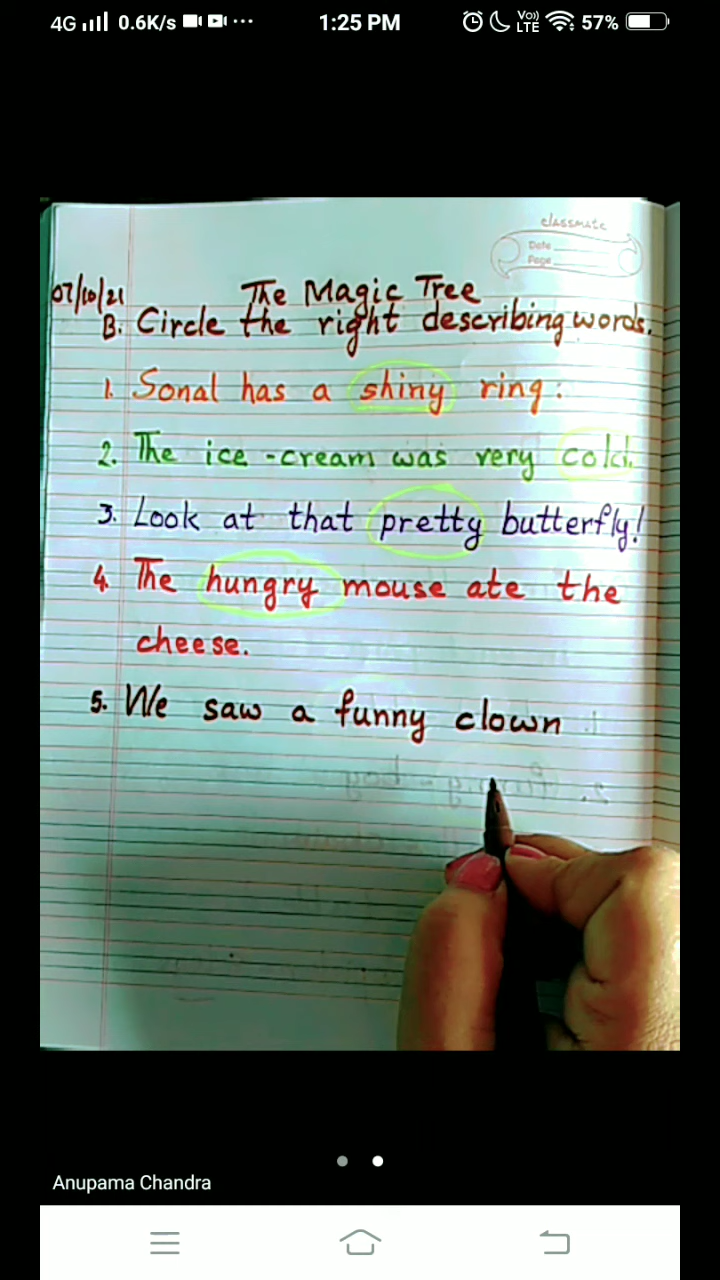 4G 0.6K/s ... 1:25 PM Vo) LTE 57%
classmate
Date
Page
07/10/21 The Magic Tree
B. Circle the right describing words.
1. Sonal has a shiny ring.
2. The ice-cream was very cold.
3. Look at that pretty butterfly!
4. The hungry mouse ate the
cheese.
5. We saw a funny clown
Anupama Chandra